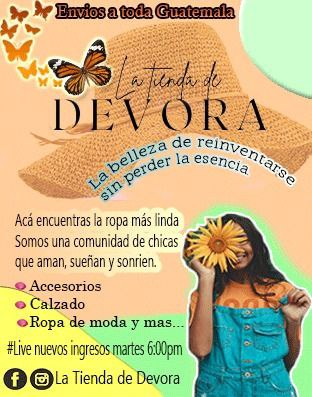 Envios a toda Guatemala
La tienda de
DEVORA
La belleza de reinventarse
sin perder la esencia
Acá encuentras la ropa más linda
Somos una comunidad de chicas
que aman, sueñan y sonrien.
Accesorios
Calzado
Ropa de moda y mas...
#Live nuevos ingresos martes 6:00pm
La Tienda de Devora